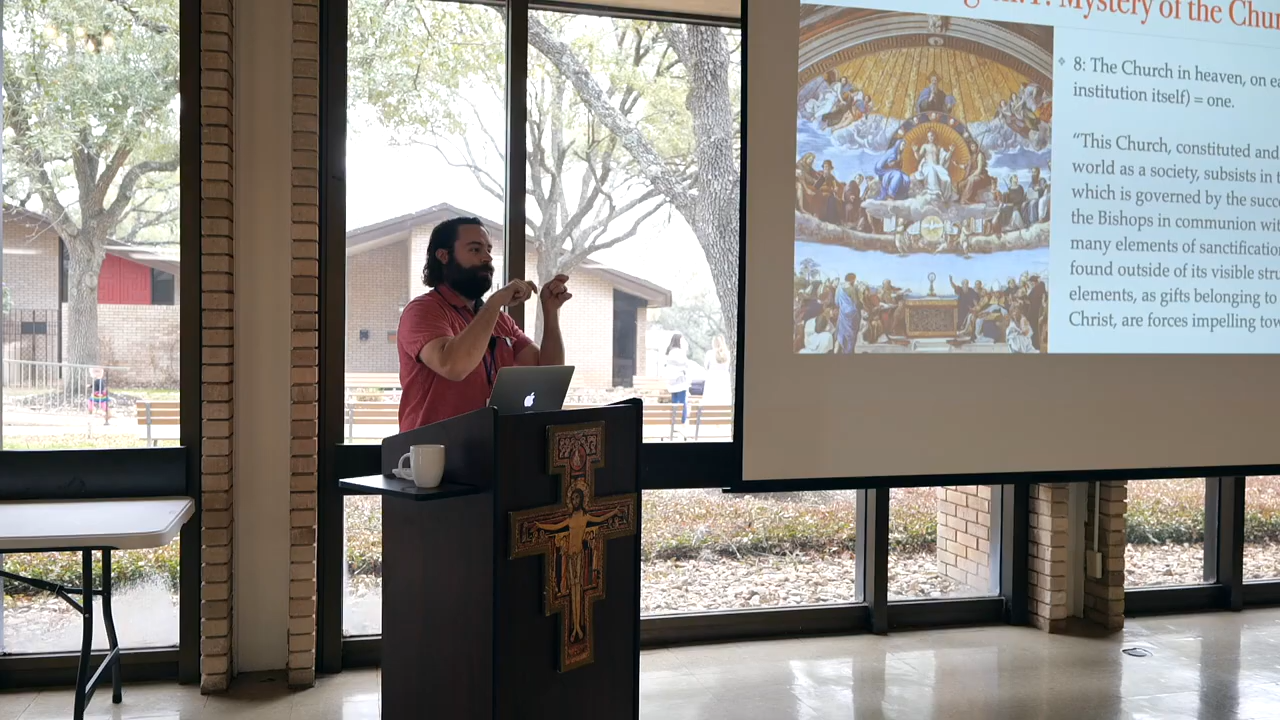 Mystery of the Chur
8: The Church in heaven, on e
institution itself) = one.
“This Church, constituted and
world as a society, subsists in t
which is governed by the succ
the Bishops in communion wi
many elements of sanctificatio
found outside of its visible stru
elements, as gifts belonging to
Christ, are forces impelling tow